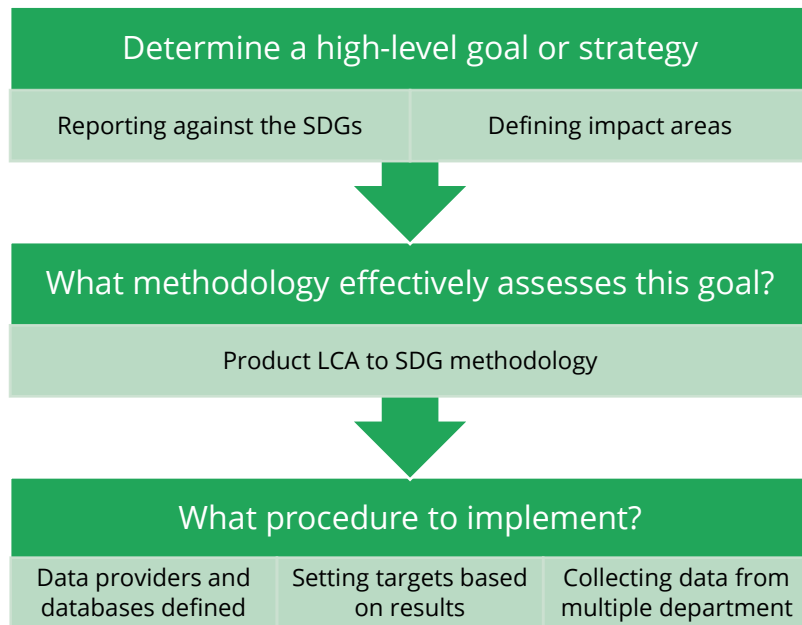 Determine a high-level goal or strategy
Reporting against the SDGs
Defining impact areas
What methodology effectively assesses this goal?
Product LCA to SDG methodology
What procedure to implement?
Data providers and
databases defined
Setting targets based
on results
Collecting data from
multiple department